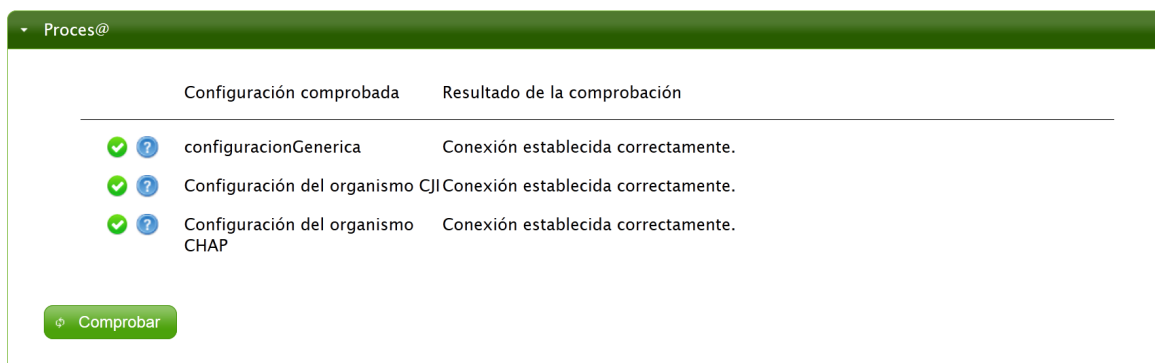 Proces@
Configuración comprobada Resultado de la comprobación
? configuracionGenerica Conexión establecida correctamente.
? Configuración del organismo CJI Conexión establecida correctamente.
? Configuración del organismo Conexión establecida correctamente.
CHAP
Comprobar